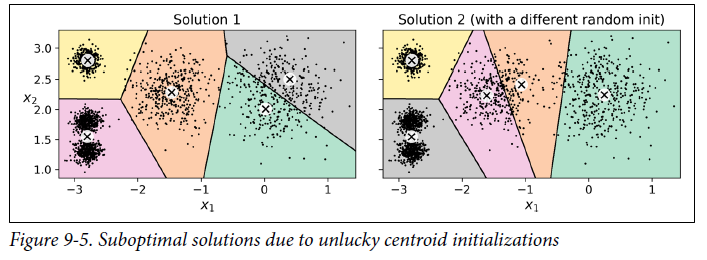 Solution 1
Solution 2 (with a different random init)
3.0
2.5
x2
2.0
1.5
1.0
−3 −2 −1 0 1
x1
−3 −2 −1 0 1
x1
Figure 9-5. Suboptimal solutions due to unlucky centroid initializations